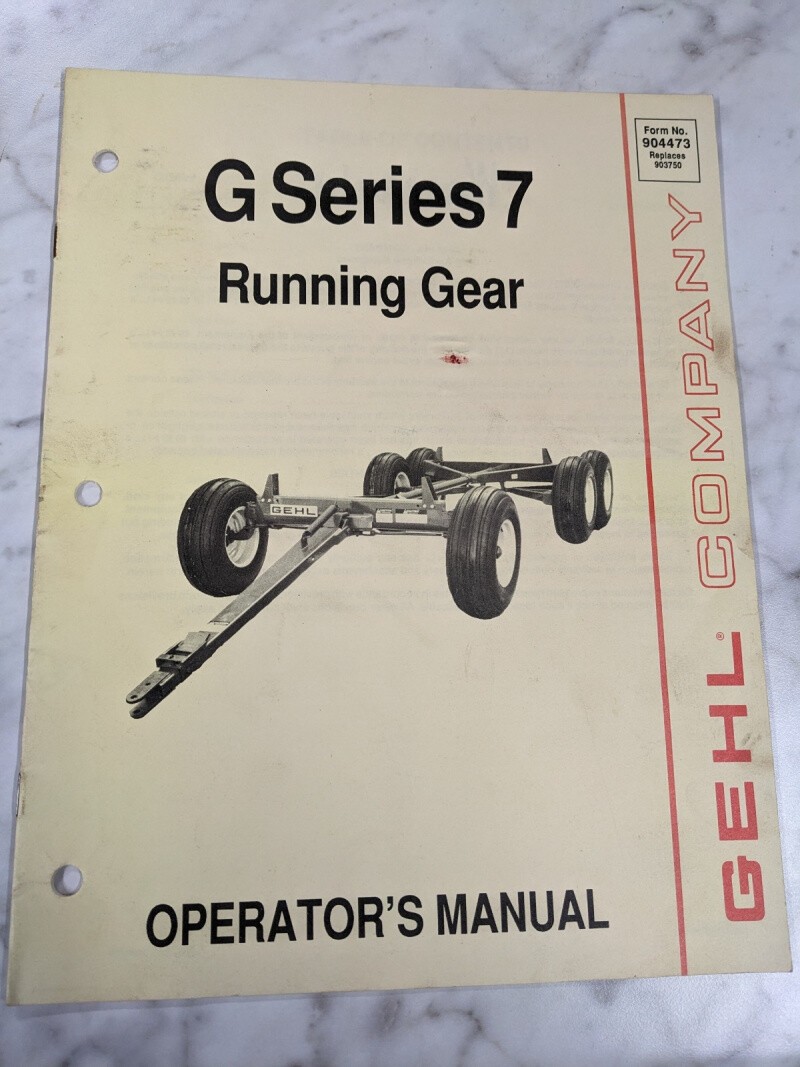 Form No.
904473
Replaces
903750
G Series 7
Running Gear
GEHL
GEHL® COMPANY
OPERATOR'S MANUAL